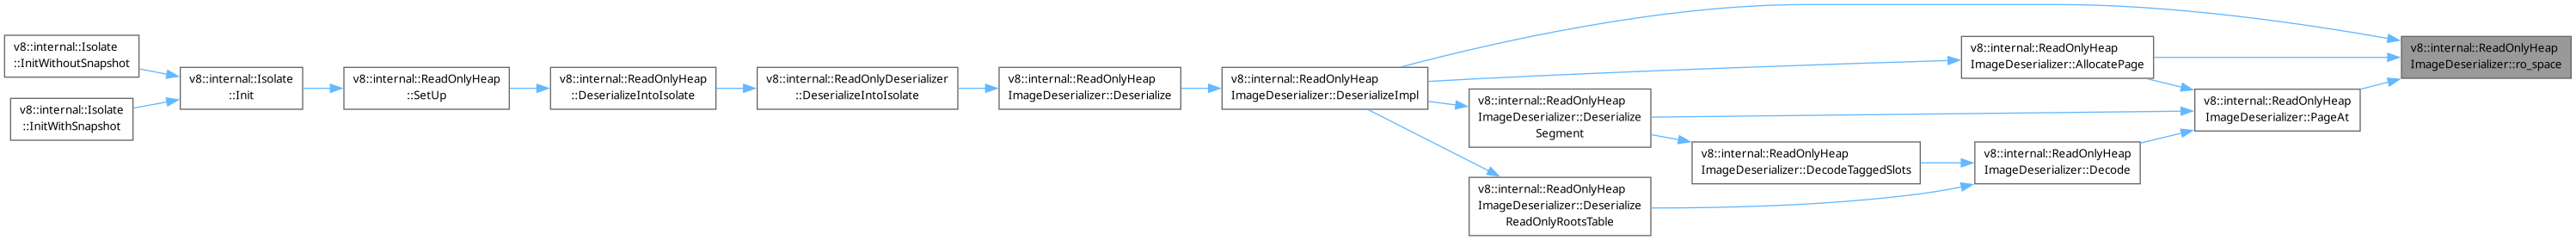 v8::internal::Isolate
::InitWithoutSnapshot
v8::internal::Isolate
::InitWithSnapshot
v8::internal::Isolate
::Init
v8::internal::ReadOnlyHeap
::SetUp
v8::internal::ReadOnlyHeap
::DeserializeIntoIsolate
v8::internal::ReadOnlyDeserializer
::DeserializeIntoIsolate
v8::internal::ReadOnlyHeap
ImageDeserializer::Deserialize
v8::internal::ReadOnlyHeap
ImageDeserializer::DeserializeImpl
v8::internal::ReadOnlyHeap
ImageDeserializer::Deserialize
Segment
v8::internal::ReadOnlyHeap
ImageDeserializer::Deserialize
ReadOnlyRootsTable
v8::internal::ReadOnlyHeap
ImageDeserializer::DecodeTaggedSlots
v8::internal::ReadOnlyHeap
ImageDeserializer::AllocatePage
v8::internal::ReadOnlyHeap
ImageDeserializer::Decode
v8::internal::ReadOnlyHeap
ImageDeserializer::PageAt
v8::internal::ReadOnlyHeap
ImageDeserializer::ro_space